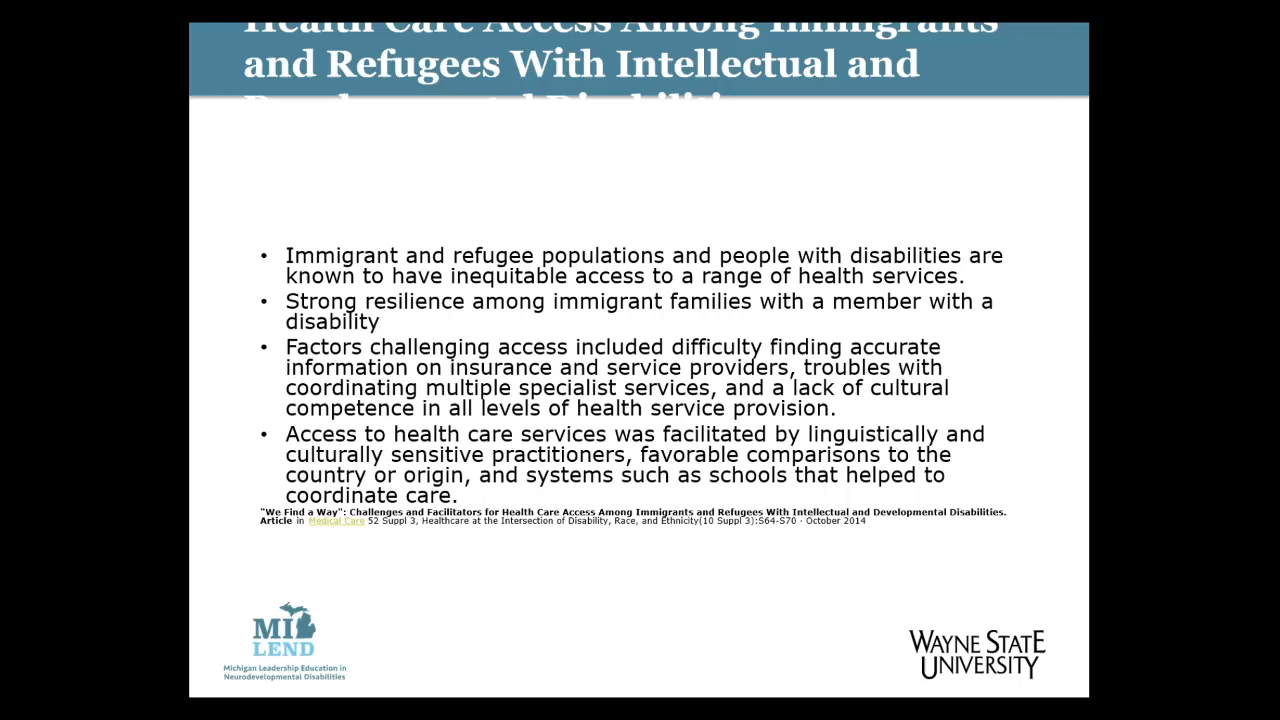 Health Care Access Among Immigrants
and Refugees With Intellectual and
Developmental Disabilities
• Immigrant and refugee populations and people with disabilities are
known to have inequitable access to a range of health services.
• Strong resilience among immigrant families with a member with a
disability
• Factors challenging access included difficulty finding accurate
information on insurance and service providers, troubles with
coordinating multiple specialist services, and a lack of cultural
competence in all levels of health service provision.
• Access to health care services was facilitated by linguistically and
culturally sensitive practitioners, favorable comparisons to the
country or origin, and systems such as schools that helped to
coordinate care.
"We Find a Way": Challenges and Facilitators for Health Care Access Among Immigrants and Refugees With Intellectual and Developmental Disabilities.
Article in Medical Care 52 Suppl 3, Healthcare at the Intersection of Disability, Race, and Ethnicity(10 Suppl 3):S64-S70 · October 2014
MI
LEND
Michigan Leadership Education in
Neurodevelopmental Disabilities
WAYNE STATE
UNIVERSITY